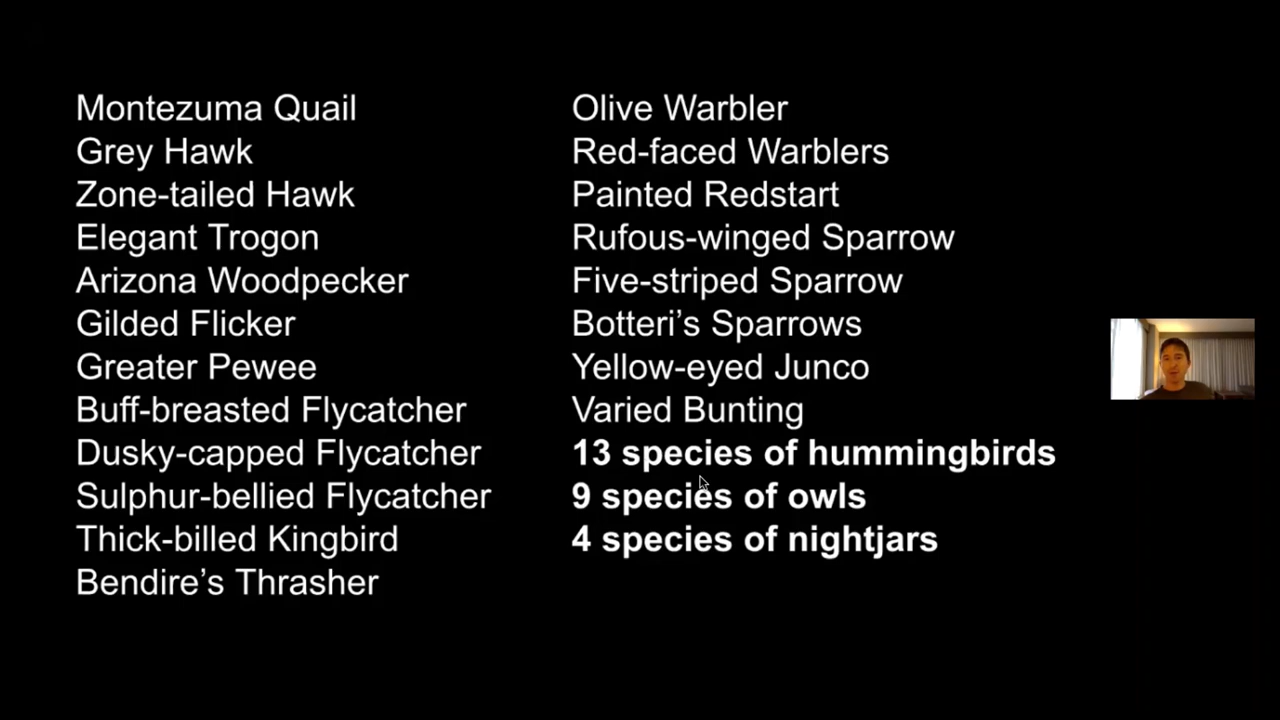 Montezuma Quail
Grey Hawk
Zone-tailed Hawk
Elegant Trogon
Arizona Woodpecker
Gilded Flicker
Greater Pewee
Buff-breasted Flycatcher
Dusky-capped Flycatcher
Sulphur-bellied Flycatcher
Thick-billed Kingbird
Bendire’s Thrasher
Olive Warbler
Red-faced Warblers
Painted Redstart
Rufous-winged Sparrow
Five-striped Sparrow
Botteri’s Sparrows
Yellow-eyed Junco
Varied Bunting
13 species of hummingbirds
9 species of owls
4 species of nightjars